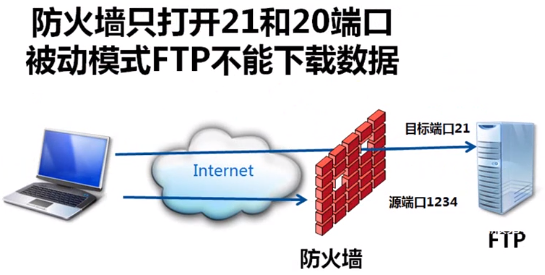 防火墙只打开21和20端口
被动模式FTP不能下载数据
目标端口21
Internet
源端口1234
防火墙
FTP